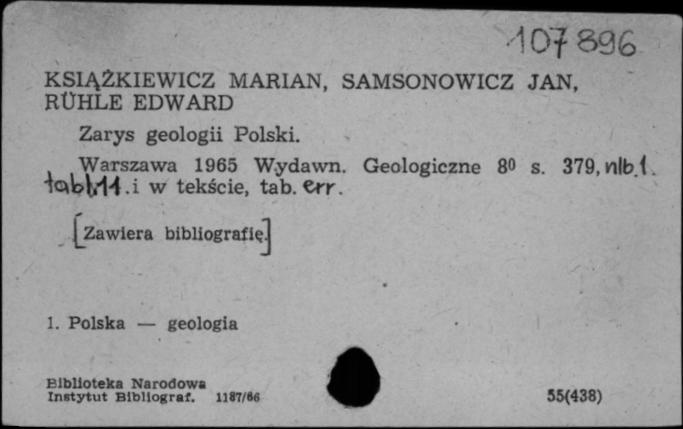 107896
KSIĄŻKIEWICZ MARIAN, SAMSONOWICZ JAN,
RÜHLE EDWARD
Zarys geologii Polski.
Warszawa 1965 Wydawn. Geologiczne 8⁰ s. 379, nlb.1.
tabl.11.i w tekście, tab. err.
[Zawiera bibliografię.]
1. Polska — geologia
Biblioteka Narodowa
Instytut Bibliograf. 1187/66
55(438)